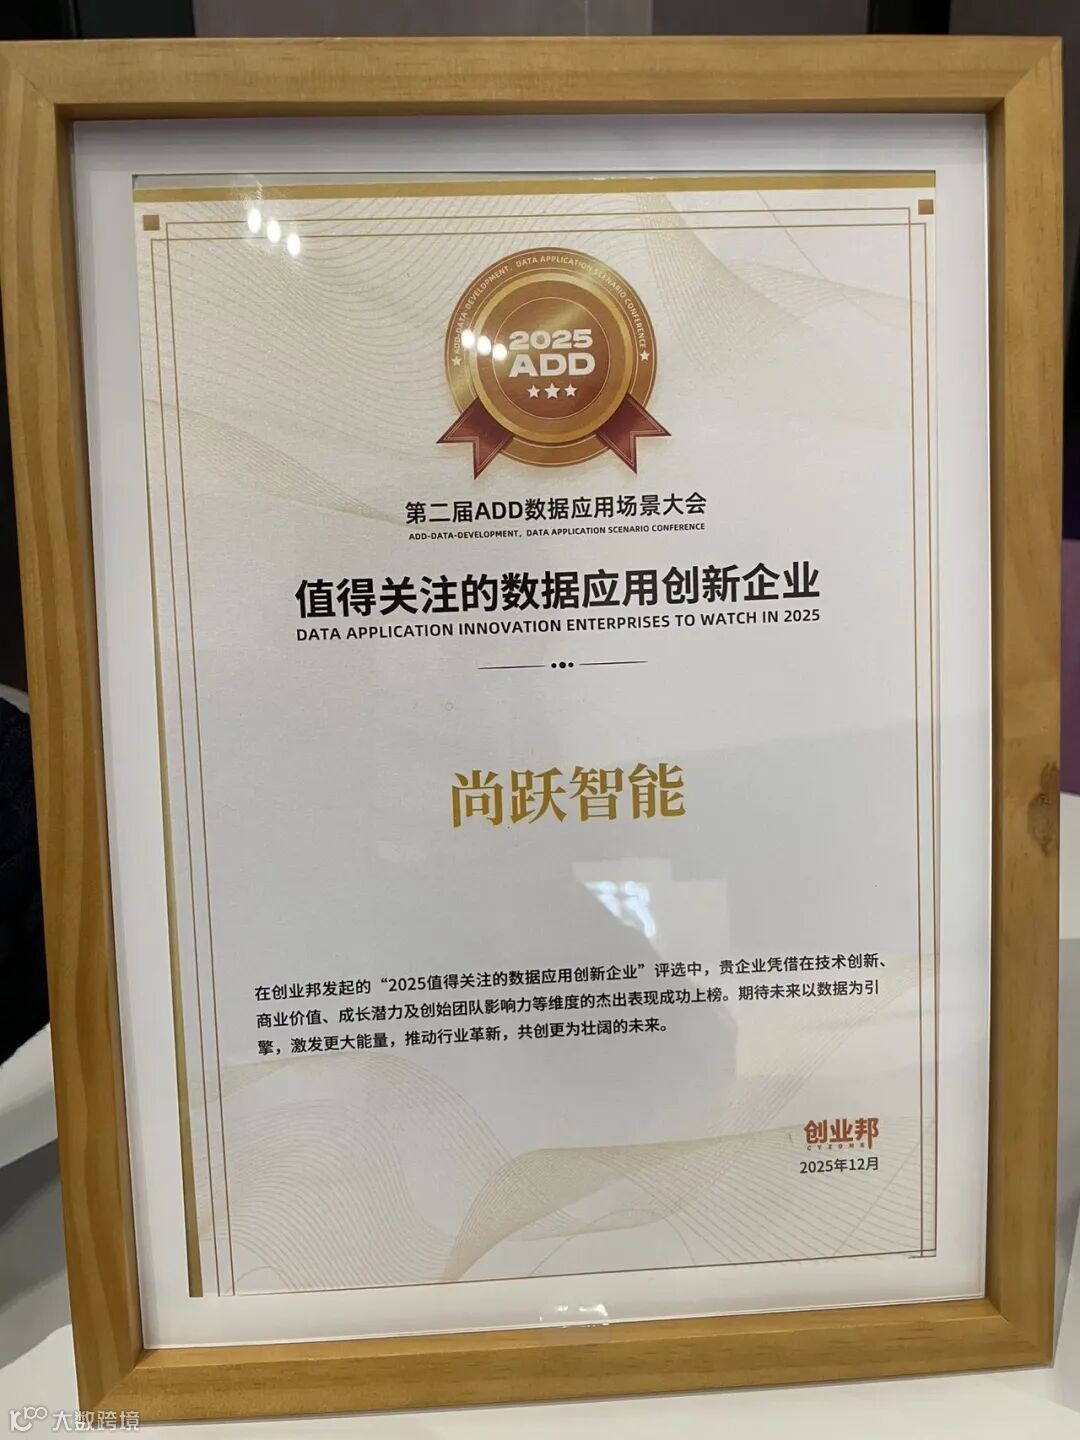 ADD-DATA-DEVELOPMENT, DATA APPLICATION SCENARIO CONFERENCE
2025
ADD
第二届ADD数据应用场景大会
ADD-DATA-DEVELOPMENT, DATA APPLICATION SCENARIO CONFERENCE
值得关注的数据应用创新企业
DATA APPLICATION INNOVATION ENTERPRISES TO WATCH IN 2025
尚跃智能
在创业邦发起的“2025值得关注的数据应用创新企业”评选中，贵企业凭借在技术创新、
商业价值、成长潜力及创始团队影响力等维度的杰出表现成功上榜。期待未来以数据为引
擎，激发更大能量，推动行业革新，共创更为壮阔的未来。
创业邦
CYZONE
2025年12月
大数跨境